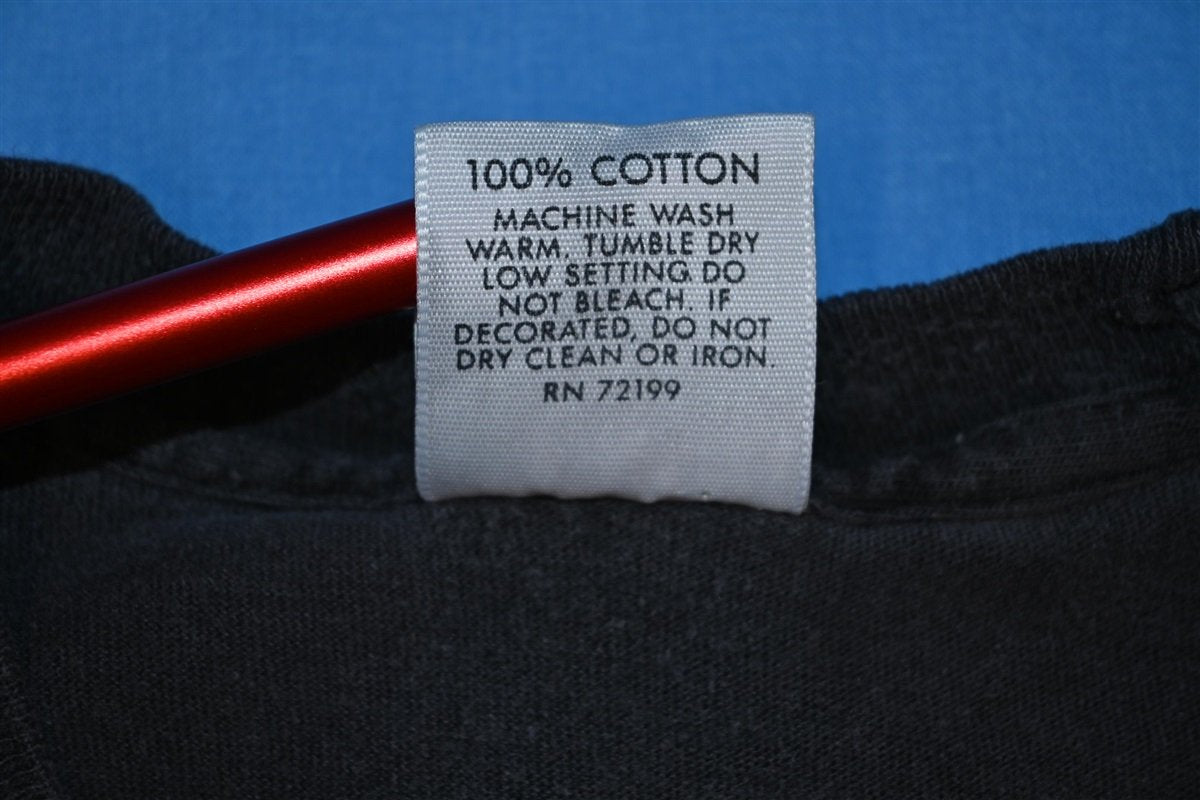 100% COTTON
MACHINE WASH
WARM. TUMBLE DRY
LOW SETTING. DO
NOT BLEACH. IF
DECORATED, DO NOT
DRY CLEAN OR IRON.
RN 72199